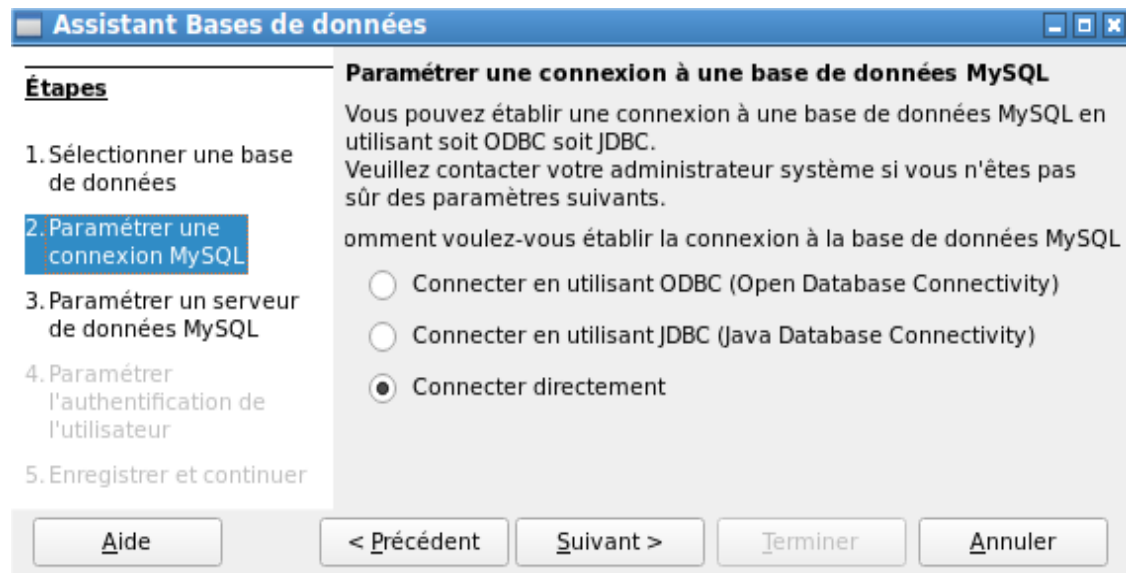 Assistant Bases de données
Étapes
1. Sélectionner une base
de données
2. Paramétrer une
connexion MySQL
3. Paramétrer un serveur
de données MySQL
4. Paramétrer
l'authentification de
l'utilisateur
5. Enregistrer et continuer
Paramétrer une connexion à une base de données MySQL
Vous pouvez établir une connexion à une base de données MySQL en
utilisant soit ODBC soit JDBC.
Veuillez contacter votre administrateur système si vous n'êtes pas
sûr des paramètres suivants.
omment voulez-vous établir la connexion à la base de données MySQL
Connecter en utilisant ODBC (Open Database Connectivity)
Connecter en utilisant JDBC (Java Database Connectivity)
Connecter directement
Aide
< Précédent
Suivant >
Terminer
Annuler